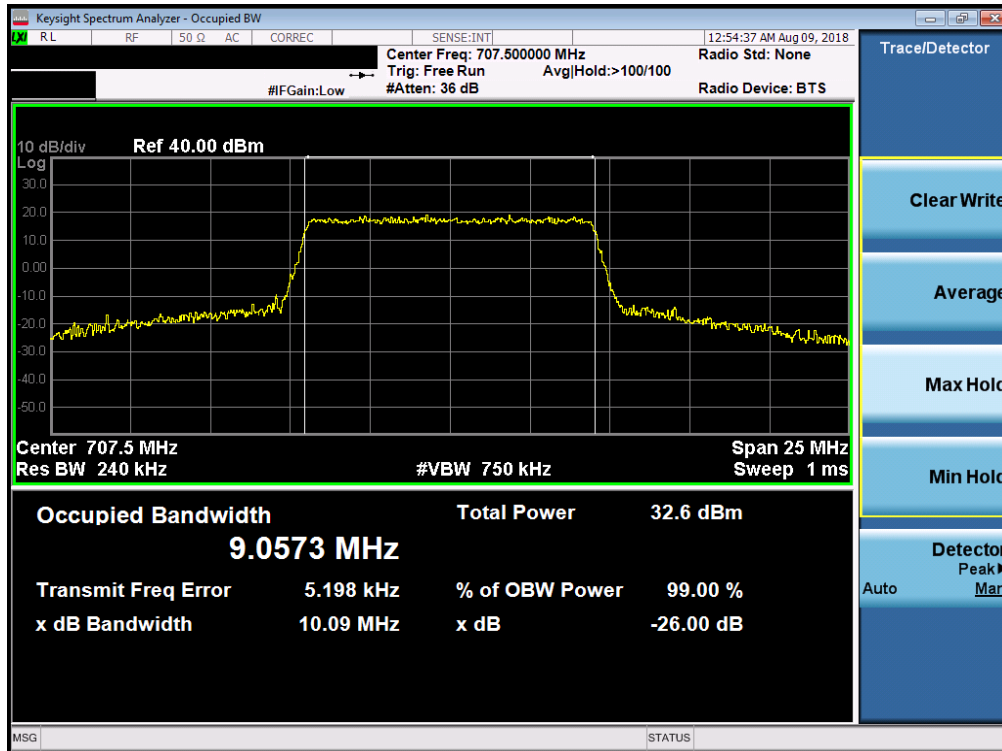 Keysight Spectrum Analyzer - Occupied BW
LXI RL RF 50 Ω AC CORREC SENSE:INT 12:54:37 AM Aug 09, 2018
Center Freq: 707.500000 MHz Radio Std: None
Trig: Free Run Avg|Hold:>100/100
#IFGain:Low #Atten: 36 dB Radio Device: BTS
10 dB/div Ref 40.00 dBm
Log
30.0
20.0
10.0
0.00
-10.0
-20.0
-30.0
-40.0
-50.0
Center 707.5 MHz Span 25 MHz
Res BW 240 kHz #VBW 750 kHz Sweep 1 ms
Occupied Bandwidth Total Power 32.6 dBm
9.0573 MHz
Transmit Freq Error 5.198 kHz % of OBW Power 99.00 %
x dB Bandwidth 10.09 MHz x dB -26.00 dB
MSG STATUS
Trace/Detector
Clear Write
Average
Max Hold
Min Hold
Detector
Peak
Auto Man